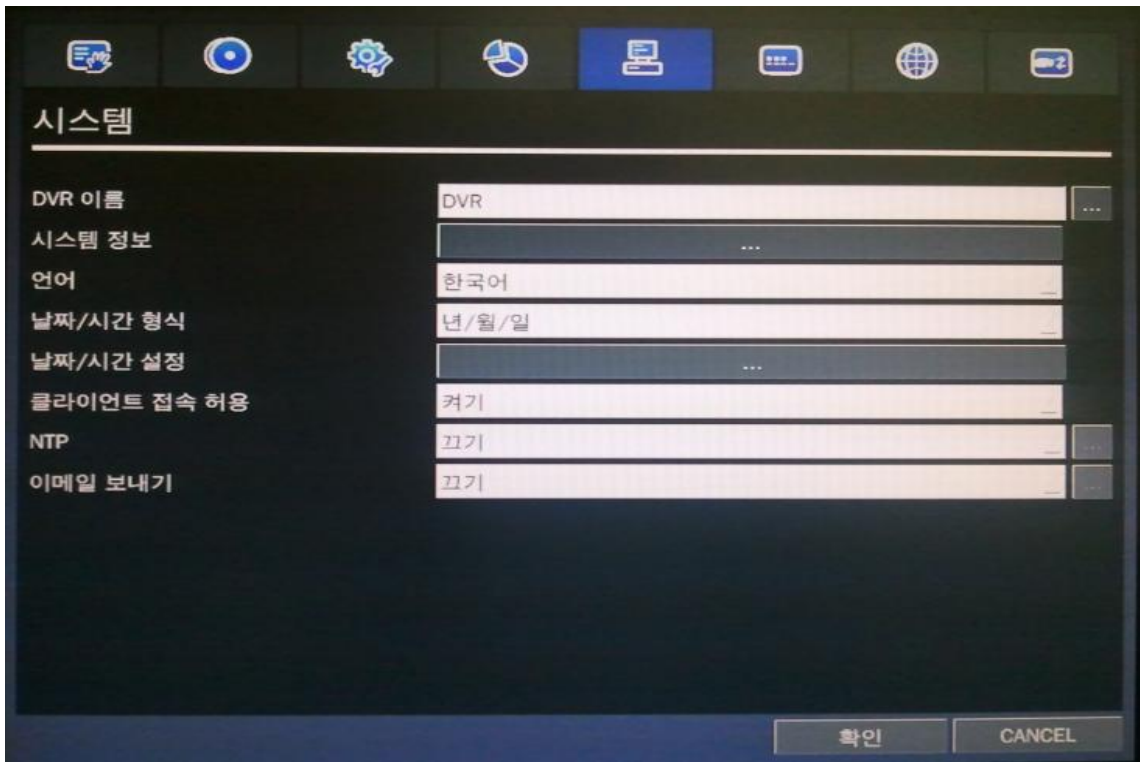 시스템
DVR 이름 DVR ...
시스템 정보 ...
언어 한국어
날짜/시간 형식 년/월/일
날짜/시간 설정 ...
클라이언트 접속 허용 켜기
NTP 끄기 ...
이메일 보내기 끄기 ...
확인 CANCEL